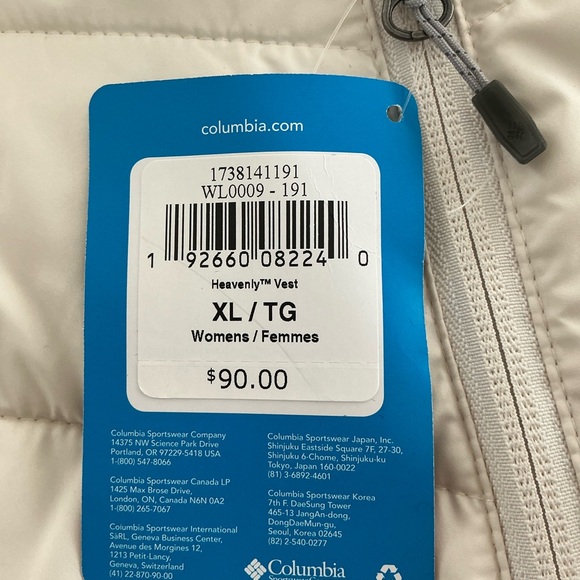 columbia.com
1738141191
WL0009 - 191
1 92660 08224 0
Heavenly™ Vest
XL / TG
Womens / Femmes
$90.00
Columbia Sportswear Company
14375 NW Science Park Drive
Portland, OR 97229-5418 USA
1-(800) 547-8066
Columbia Sportswear Canada LP
1425 Max Brose Drive,
London, ON, Canada N6N 0A2
1-(800) 265-7067
Columbia Sportswear International
SàRL, Geneva Business Center,
Avenue des Morgines 12,
1213 Petit-Lancy,
Geneva, Switzerland
(41) 22-870-90-00
Columbia Sportswear Japan, Inc.
Shinjuku Eastside Square 7F, 27-30,
Shinjuku 6-Chome, Shinjuku-ku
Tokyo, Japan 160-0022
(81) 3-6892-4601
Columbia Sportswear Korea
7th F. DaeSung Tower
465-13 JangAn-dong,
DongDaeMun-gu,
Seoul, Korea 02645
(82) 2-540-0277
Columbia